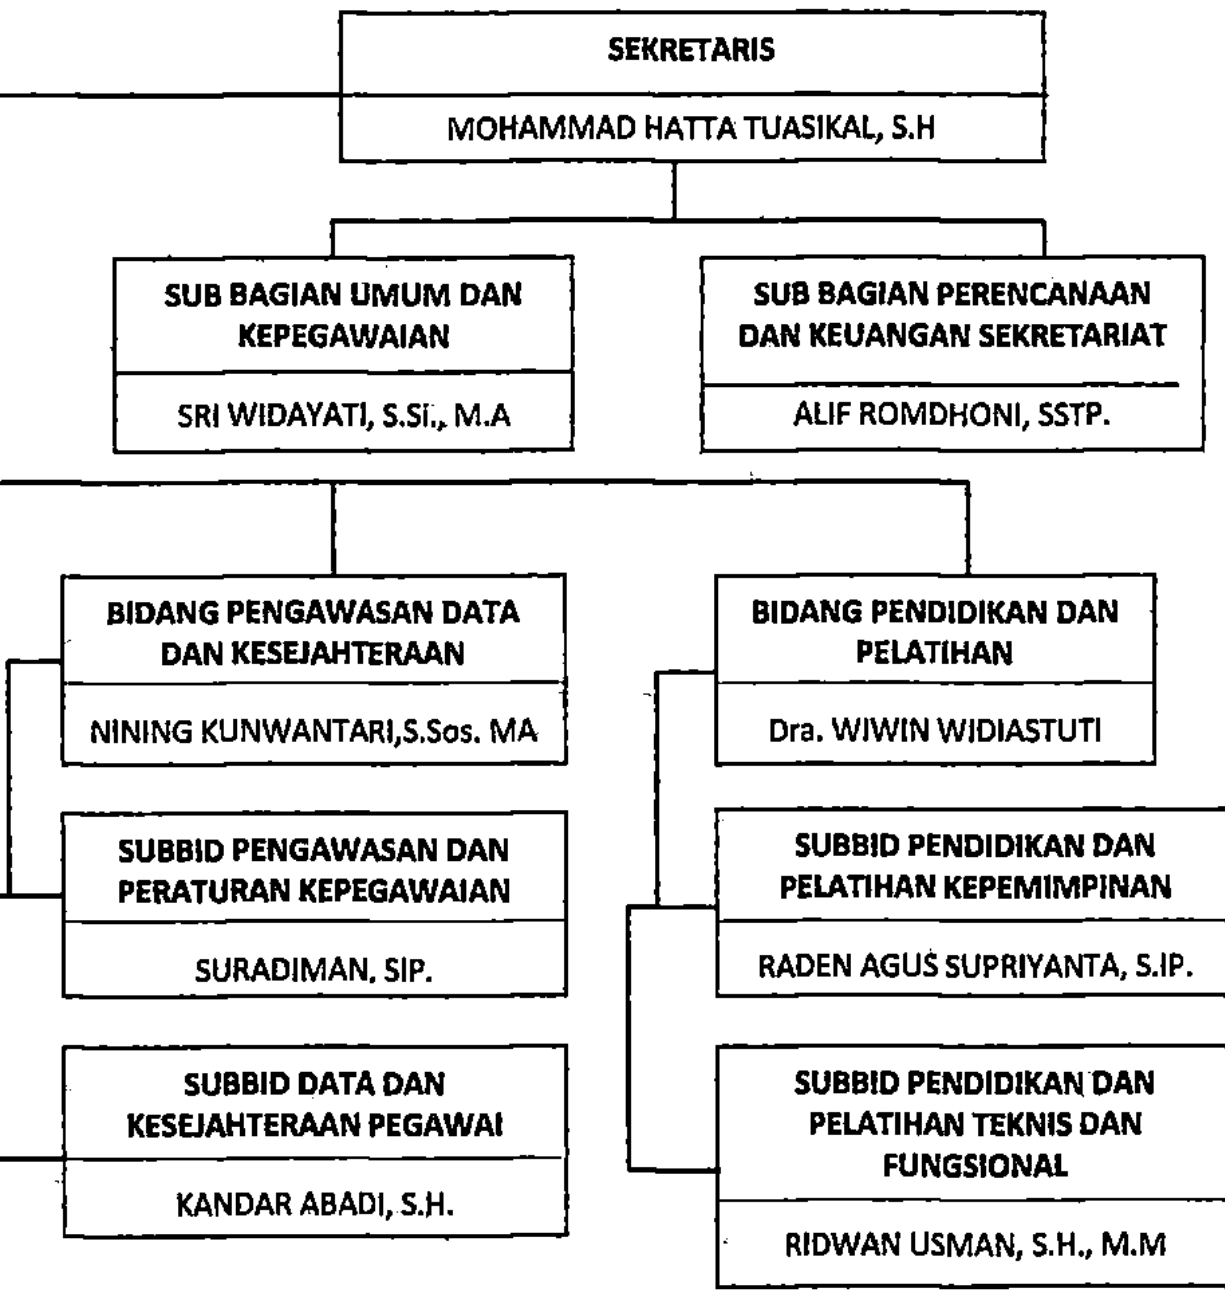 SEKRETARIS
MOHAMMAD HATTA TUASIKAL, S.H
SUB BAGIAN UMUM DAN
KEPEGAWAIAN
SRI WIDAYATI, S.Si., M.A
SUB BAGIAN PERENCANAAN
DAN KEUANGAN SEKRETARIAT
ALIF ROMDHONI, SSTP.
BIDANG PENGAWASAN DATA
DAN KESEJAHTERAAN
NINING KUNWANTARI,S.Sos. MA
BIDANG PENDIDIKAN DAN
PELATIHAN
Dra. WIWIN WIDIASTUTI
SUBBID PENGAWASAN DAN
PERATURAN KEPEGAWAIAN
SURADIMAN, SIP.
SUBBID PENDIDIKAN DAN
PELATIHAN KEPEMIMPINAN
RADEN AGUS SUPRIYANTA, S.IP.
SUBBID DATA DAN
KESEJAHTERAAN PEGAWAI
KANDAR ABADI, S.H.
SUBBID PENDIDIKAN DAN
PELATIHAN TEKNIS DAN
FUNGSIONAL
RIDWAN USMAN, S.H., M.M